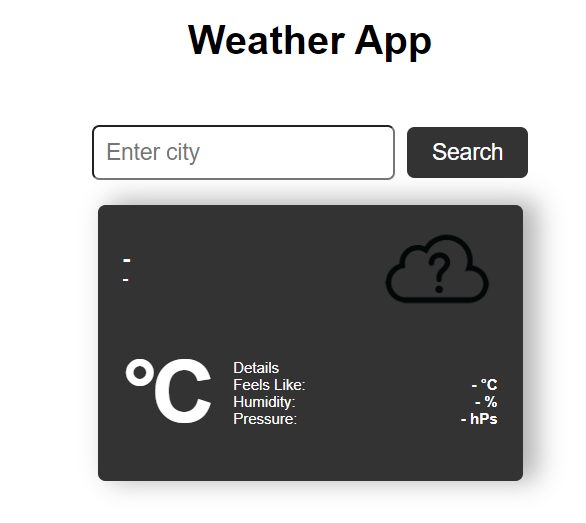 Weather App
Enter city
Search
-
-
?
°C
Details
Feels Like: - °C
Humidity: - %
Pressure: - hPs